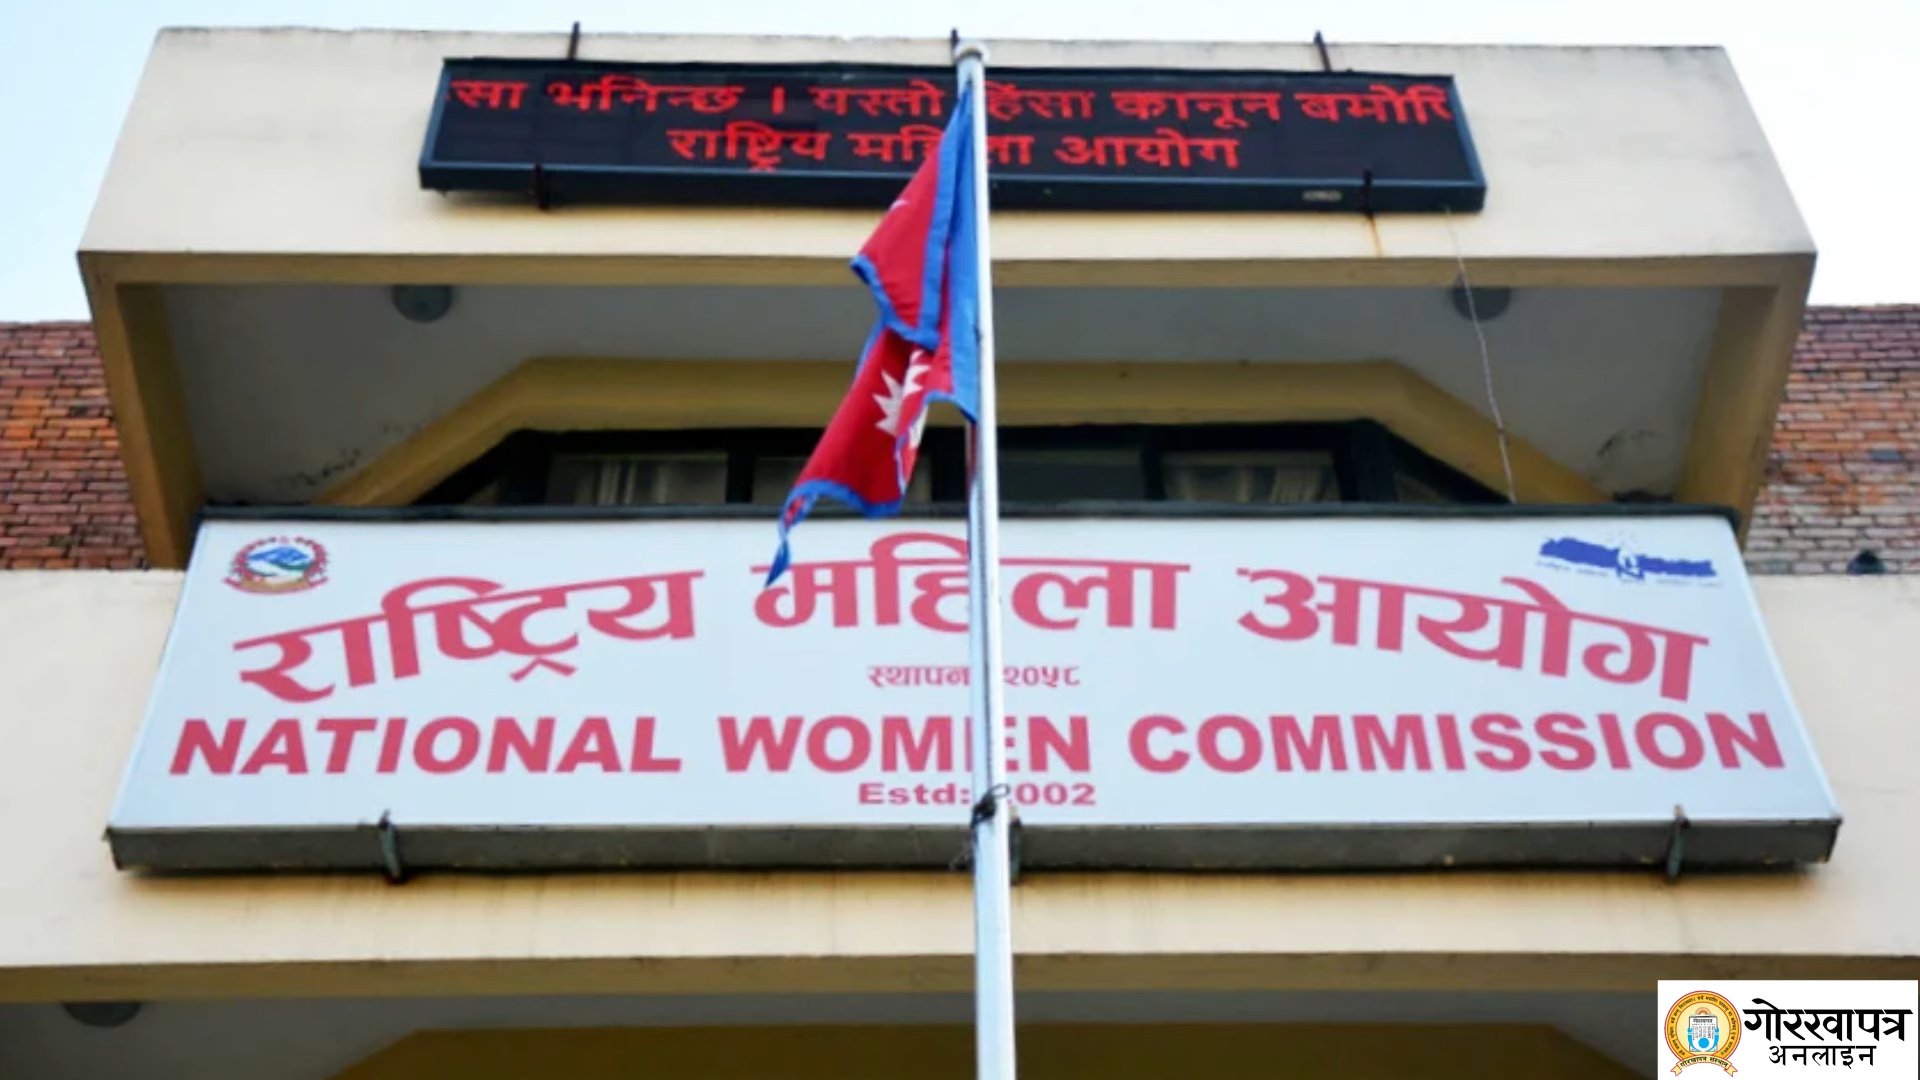 सा भनिन्छ । यस्तो हिंसा कानून बमोरि
राष्ट्रिय महिला आयोग
राष्ट्रिय महिला आयोग
स्थापना २०५८
NATIONAL WOMEN COMMISSION
Estd: 2002
गोरखापत्र
अनलाइन